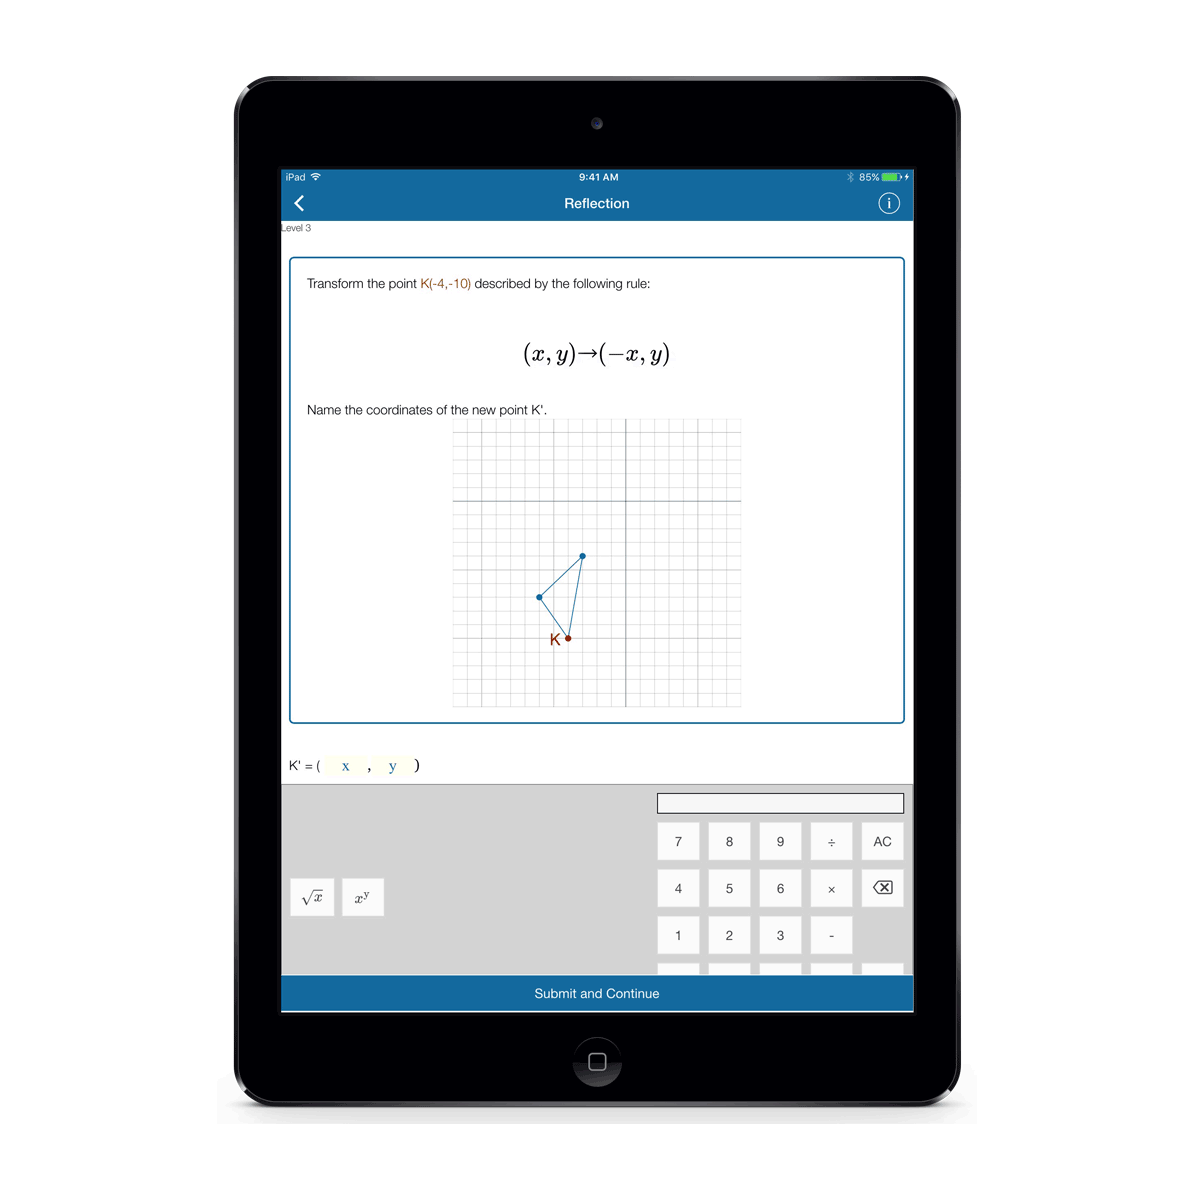 iPad 9:41 AM 85%
Reflection i
Level 3
Transform the point K(-4,-10) described by the following rule:
(x, y)→(−x, y)
Name the coordinates of the new point K'.
K
K' = ( x , y )
7 8 9 ÷ AC
4 5 6 ×
√x x^y
1 2 3 -
Submit and Continue